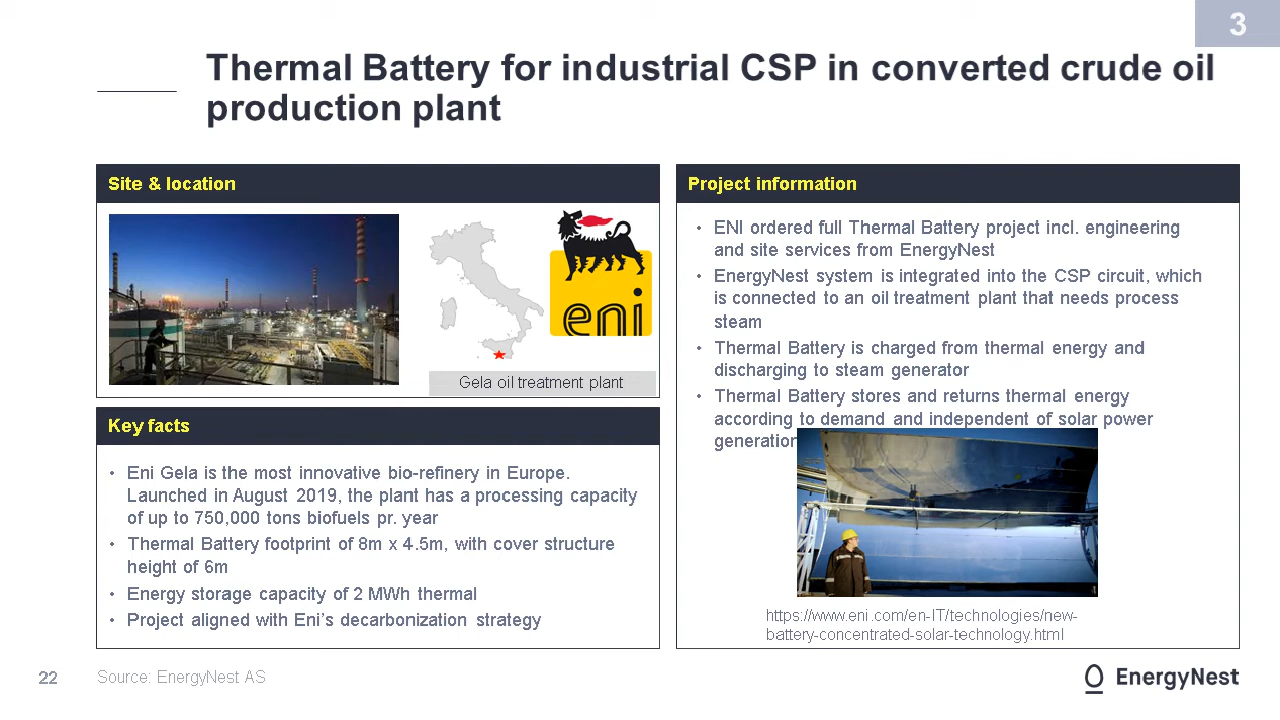 3
Thermal Battery for industrial CSP in converted crude oil
production plant
Site & location
eni
Gela oil treatment plant
Key facts
• Eni Gela is the most innovative bio-refinery in Europe.
Launched in August 2019, the plant has a processing capacity
of up to 750,000 tons biofuels pr. year
• Thermal Battery footprint of 8m x 4.5m, with cover structure
height of 6m
• Energy storage capacity of 2 MWh thermal
• Project aligned with Eni's decarbonization strategy
Project information
• ENI ordered full Thermal Battery project incl. engineering
and site services from EnergyNest
• EnergyNest system is integrated into the CSP circuit, which
is connected to an oil treatment plant that needs process
steam
• Thermal Battery is charged from thermal energy and
discharging to steam generator
• Thermal Battery stores and returns thermal energy
according to demand and independent of solar power
generation
https://www.eni.com/en-IT/technologies/new-
battery-concentrated-solar-technology.html
22
Source: EnergyNest AS
EnergyNest